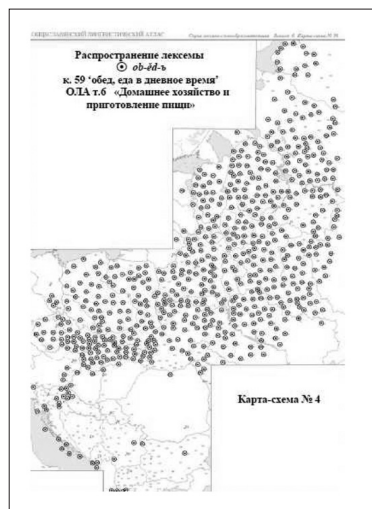 ОБЩЕСЛАВЯНСКИЙ ЛИНГВИСТИЧЕСКИЙ АТЛАС
Распространение лексемы
ob-ěd-ъ
к. 59 ‘обед, еда в дневное время’
ОЛА т.6 «Домашнее хозяйство и
приготовление пищи»
Карта-схема № 4